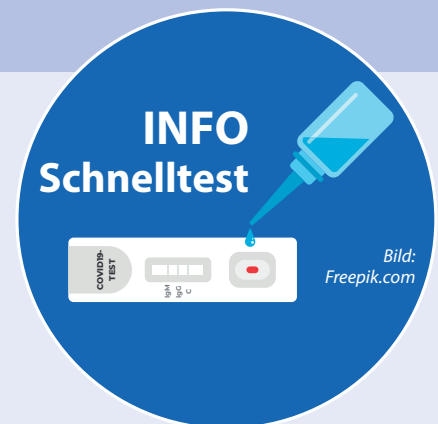 INFO
Schnelltest
Bild:
Freepik.com
COVID19-
TEST
IgM
IgG
C